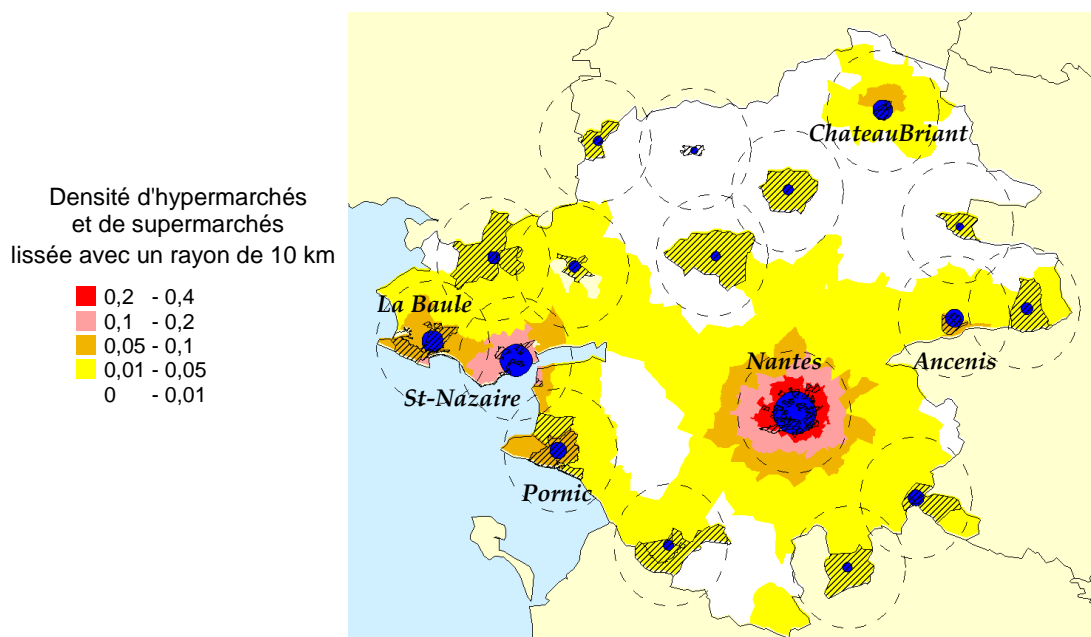 Densité d'hypermarchés
et de supermarchés
lissée avec un rayon de 10 km
0,2 - 0,4
0,1 - 0,2
0,05 - 0,1
0,01 - 0,05
0 - 0,01
ChateauBriant
La Baule
Nantes
Ancenis
St-Nazaire
Pornic